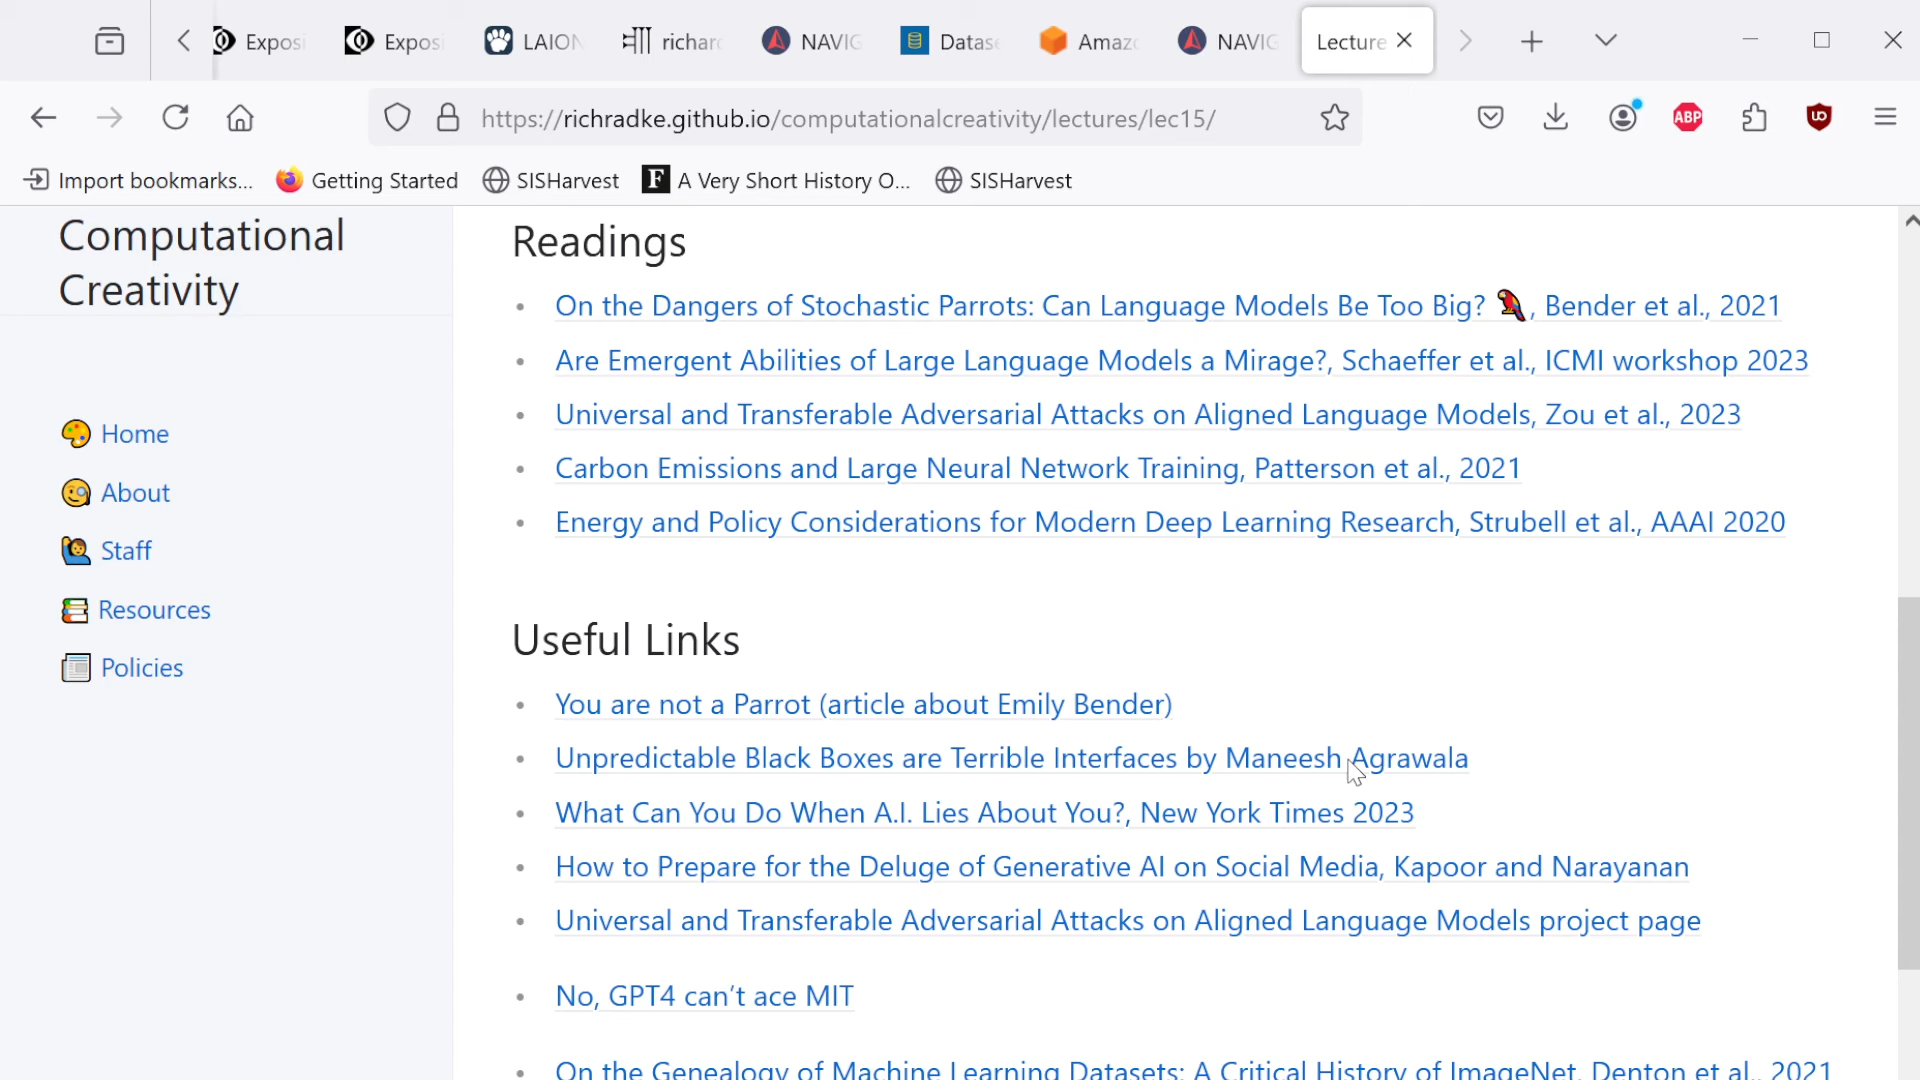 Exposi
Exposi
LAION
richard
NAVIG
Datase
Amazo
NAVIG
Lecture
https://richradke.github.io/computationalcreativity/lectures/lec15/
ABP
Import bookmarks...
Getting Started
SISHarvest
F A Very Short History O...
SISHarvest
Computational
Creativity
Home
About
Staff
Resources
Policies
Readings
• On the Dangers of Stochastic Parrots: Can Language Models Be Too Big? 🦜, Bender et al., 2021
• Are Emergent Abilities of Large Language Models a Mirage?, Schaeffer et al., ICMI workshop 2023
• Universal and Transferable Adversarial Attacks on Aligned Language Models, Zou et al., 2023
• Carbon Emissions and Large Neural Network Training, Patterson et al., 2021
• Energy and Policy Considerations for Modern Deep Learning Research, Strubell et al., AAAI 2020
Useful Links
• You are not a Parrot (article about Emily Bender)
• Unpredictable Black Boxes are Terrible Interfaces by Maneesh Agrawala
• What Can You Do When A.I. Lies About You?, New York Times 2023
• How to Prepare for the Deluge of Generative AI on Social Media, Kapoor and Narayanan
• Universal and Transferable Adversarial Attacks on Aligned Language Models project page
• No, GPT4 can't ace MIT
• On the Genealogy of Machine Learning Datasets: A Critical History of ImageNet, Denton et al., 2021